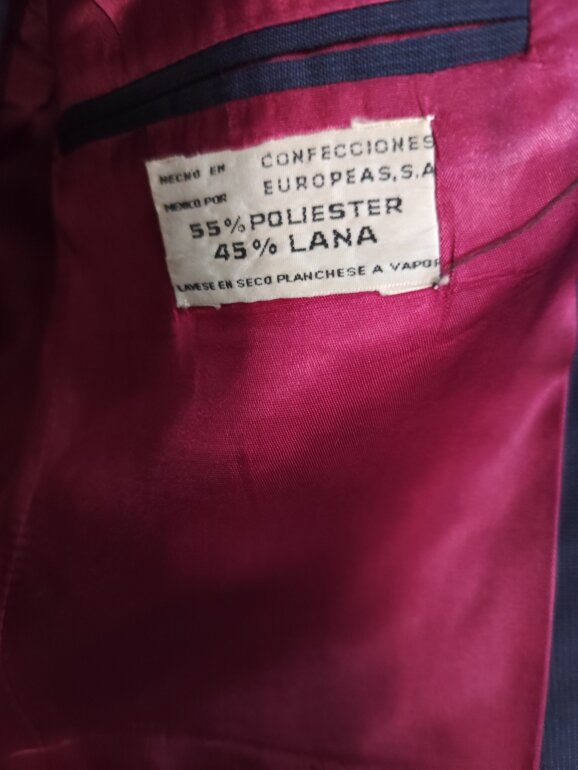 HECHO EN
MEXICO POR
CONFECCIONES
EUROPEAS, S.A
55% POLIESTER
45% LANA
LAVESE EN SECO PLANCHESE A VAPOR